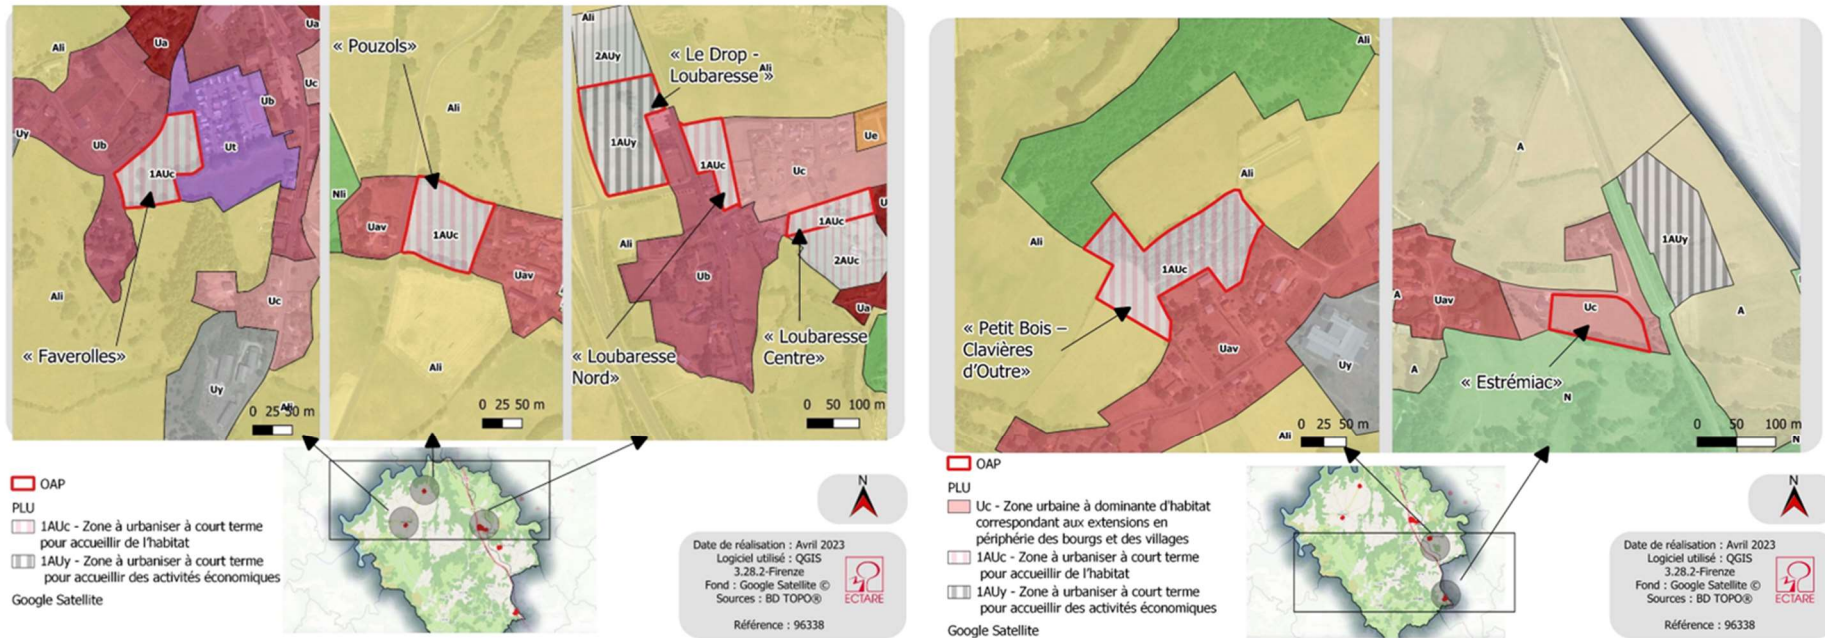 Ali
Ua
Ua
Uc
Ub
Uy
Ub
Ut
1AUc
Ali
Uc
Uy
Ali
« Faverolles»
0 25 50 m
« Pouzols»
Ali
Nli
Uav
1AUc
Uav
Ali
0 25 50 m
Ali
2AUy
« Le Drop -
Loubaresse »
Ali
1AUy
1AUc
Ue
Uc
U
1AUc
Ali
2AUc
Ub
Ua
« Loubaresse
Nord»
« Loubaresse
Centre»
0 50 100 m
OAP
PLU
1AUc - Zone à urbaniser à court terme
pour accueillir de l'habitat
1AUy - Zone à urbaniser à court terme
pour accueillir des activités économiques
Google Satellite
N
Date de réalisation : Avril 2023
Logiciel utilisé : QGIS
3.28.2-Firenze
Fond : Google Satellite ©
Sources : BD TOPO®
Référence : 96338
ECTARE
Ali
Ali
Ali
1AUc
« Petit Bois –
Clavières
d'Outre»
Uav
Uy
Ali
0 25 50 m
A
1AUy
A
Uav
Uc
A
A
« Estrémiac»
N
0 50 100 m
N
OAP
PLU
Uc - Zone urbaine à dominante d'habitat
correspondant aux extensions en
périphérie des bourgs et des villages
1AUc - Zone à urbaniser à court terme
pour accueillir de l'habitat
1AUy - Zone à urbaniser à court terme
pour accueillir des activités économiques
Google Satellite
N
Date de réalisation : Avril 2023
Logiciel utilisé : QGIS
3.28.2-Firenze
Fond : Google Satellite ©
Sources : BD TOPO®
Référence : 96338
ECTARE